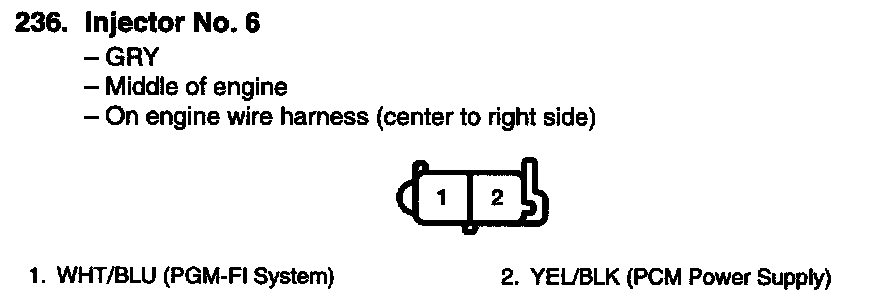 236. Injector No. 6
– GRY
– Middle of engine
– On engine wire harness (center to right side)
1 2
1. WHT/BLU (PGM-FI System) 2. YEL/BLK (PCM Power Supply)